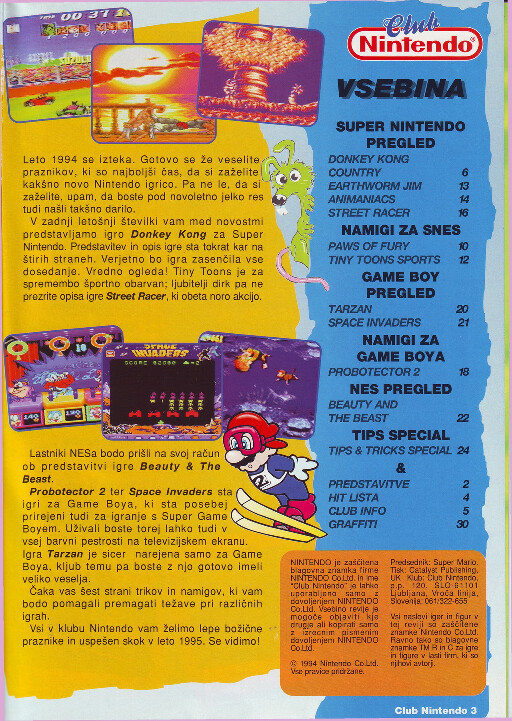 Club
Nintendo®
VSEBINA
Leto 1994 se izteka. Gotovo se že veselite
praznikov, ki so najboljši čas, da si zaželite
kakšno novo Nintendo igrico. Pa ne le, da si
zaželite, upam, da boste pod novoletno jelko res
tudi našli takšno darilo.
V zadnji letošnji številki vam med novostmi
predstavljamo igro Donkey Kong za Super
Nintendo. Predstavitev in opis igre sta tokrat kar na
štirih straneh. Verjetno bo igra zasenčila vse
dosedanje. Vredno ogleda! Tiny Toons je za
spremembo športno obarvan; ljubitelji dirk pa ne
prezrite opisa igre Street Racer, ki obeta noro akcijo.
SPACE
INVADERS
SCORE
Lastniki NESa bodo prišli na svoj račun
ob predstavitvi igre Beauty & The
Beast.
Probotector 2 ter Space Invaders sta
igri za Game Boya, ki sta posebej
prirejeni tudi za igranje s Super Game
Boyem. Uživali boste torej lahko tudi v
vsej barvni pestrosti na televizijskem ekranu.
Igra Tarzan je sicer narejena samo za Game
Boya, kljub temu pa boste z njo gotovo imeli
veliko veselja.
Čaka vas šest strani trikov in namigov, ki vam
bodo pomagali premagati težave pri različnih
igrah.
Vsi v klubu Nintendo vam želimo lepe božične
praznike in uspešen skok v leto 1995. Se vidimo!
SUPER NINTENDO
PREGLED
DONKEY KONG
COUNTRY 6
EARTHWORM JIM 13
ANIMANIACS 14
STREET RACER 16
NAMIGI ZA SNES
PAWS OF FURY 10
TINY TOONS SPORTS 12
GAME BOY
PREGLED
TARZAN 20
SPACE INVADERS 21
NAMIGI ZA
GAME BOYA
PROBOTECTOR 2 18
NES PREGLED
BEAUTY AND
THE BEAST 22
TIPS SPECIAL
TIPS & TRICKS SPECIAL 24
&
PREDSTAVITVE 2
HIT LISTA 4
CLUB INFO 5
GRAFFITI 30
NINTENDO je zaščitena
blagovna znamka firme
NINTENDO Co.Ltd. in ime
"Club Nintendo" je lahko
uporabljeno samo z
dovoljenjem NINTENDO
Co.Ltd. Vsebino revije je
mogoče objaviti kje
drugje ali kopirati samo
z izrecnim pismenim
dovoljenjem NINTENDO
Co.Ltd.
© 1994 Nintendo Co.Ltd.
Vse pravice pridržane.
Predsednik: Super Mario.
Tisk: Catalyst Publishing,
UK Klub: Club Nintendo,
p.p. 120, SLO-61101
Ljubljana, Vroča linija,
Slovenija: 061/322-655
Vsi naslovi iger in figur v
tej reviji so zaščitene
znamke Nintendo Co.Ltd.
Ravno tako so blagovne
znamke TM R in C za igre
in figure v lasti firm, ki so
njihovi avtorji.
Club Nintendo 3